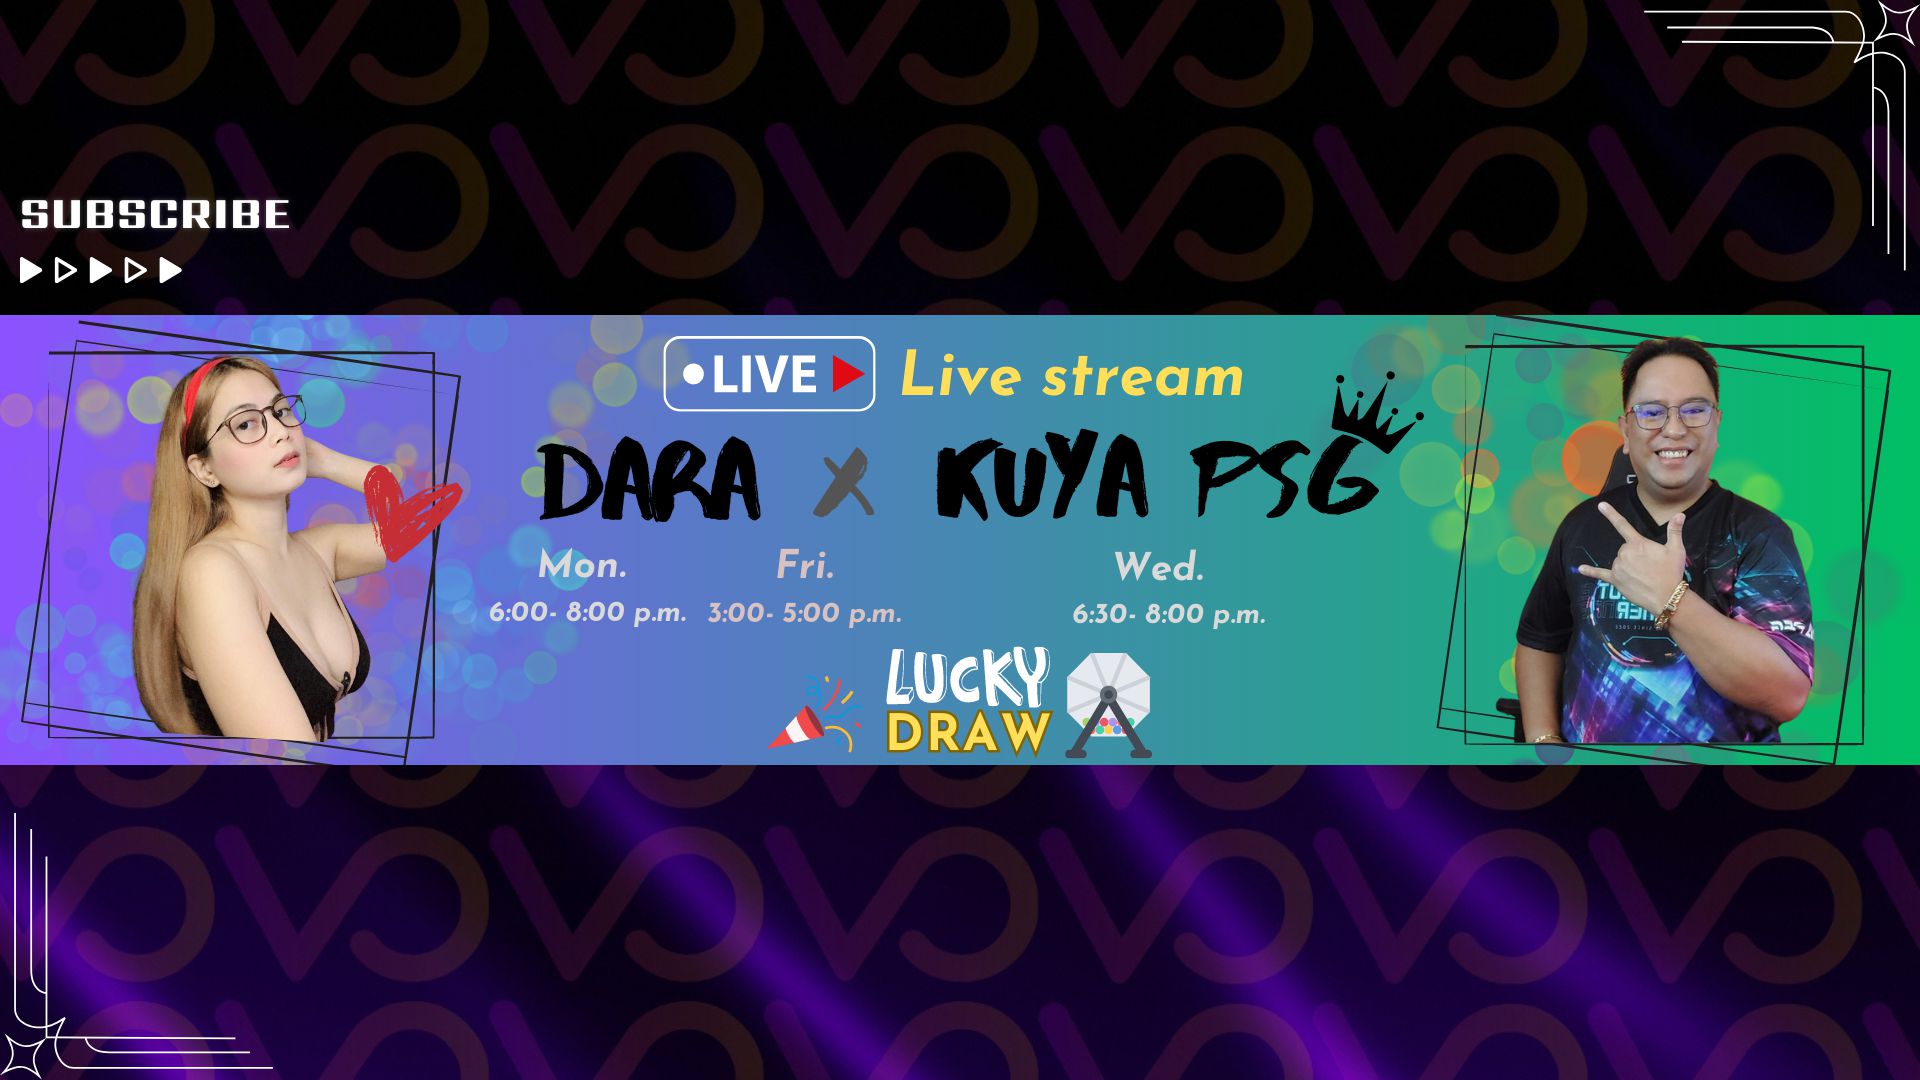 SUBSCRIBE
LIVE Live stream
DARA X KUYA PSG
Mon. Fri. Wed.
6:00- 8:00 p.m. 3:00- 5:00 p.m. 6:30- 8:00 p.m.
LUCKY
DRAW